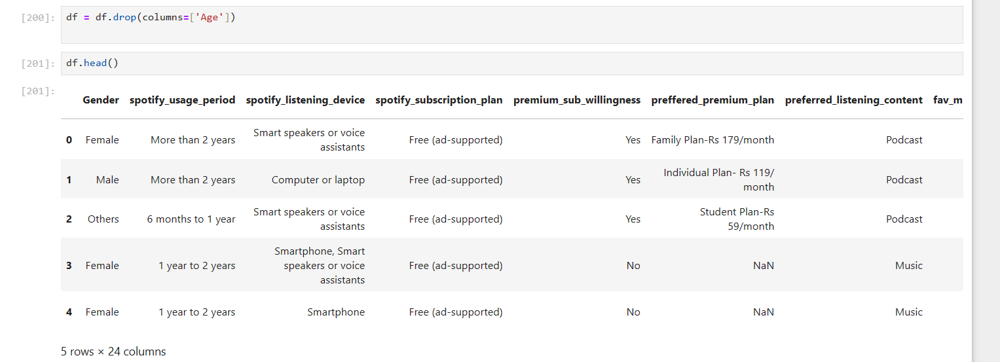 [200]: df = df.drop(columns=['Age'])
[201]: df.head()
[201]:
Gender spotify_usage_period spotify_listening_device spotify_subscription_plan premium_sub_willingness preffered_premium_plan preferred_listening_content fav_m
0 Female More than 2 years Smart speakers or voice assistants Free (ad-supported) Yes Family Plan-Rs 179/month Podcast
1 Male More than 2 years Computer or laptop Free (ad-supported) Yes Individual Plan- Rs 119/ month Podcast
2 Others 6 months to 1 year Smart speakers or voice assistants Free (ad-supported) Yes Student Plan-Rs 59/month Podcast
3 Female 1 year to 2 years Smartphone, Smart speakers or voice assistants Free (ad-supported) No NaN Music
4 Female 1 year to 2 years Smartphone Free (ad-supported) No NaN Music
5 rows × 24 columns